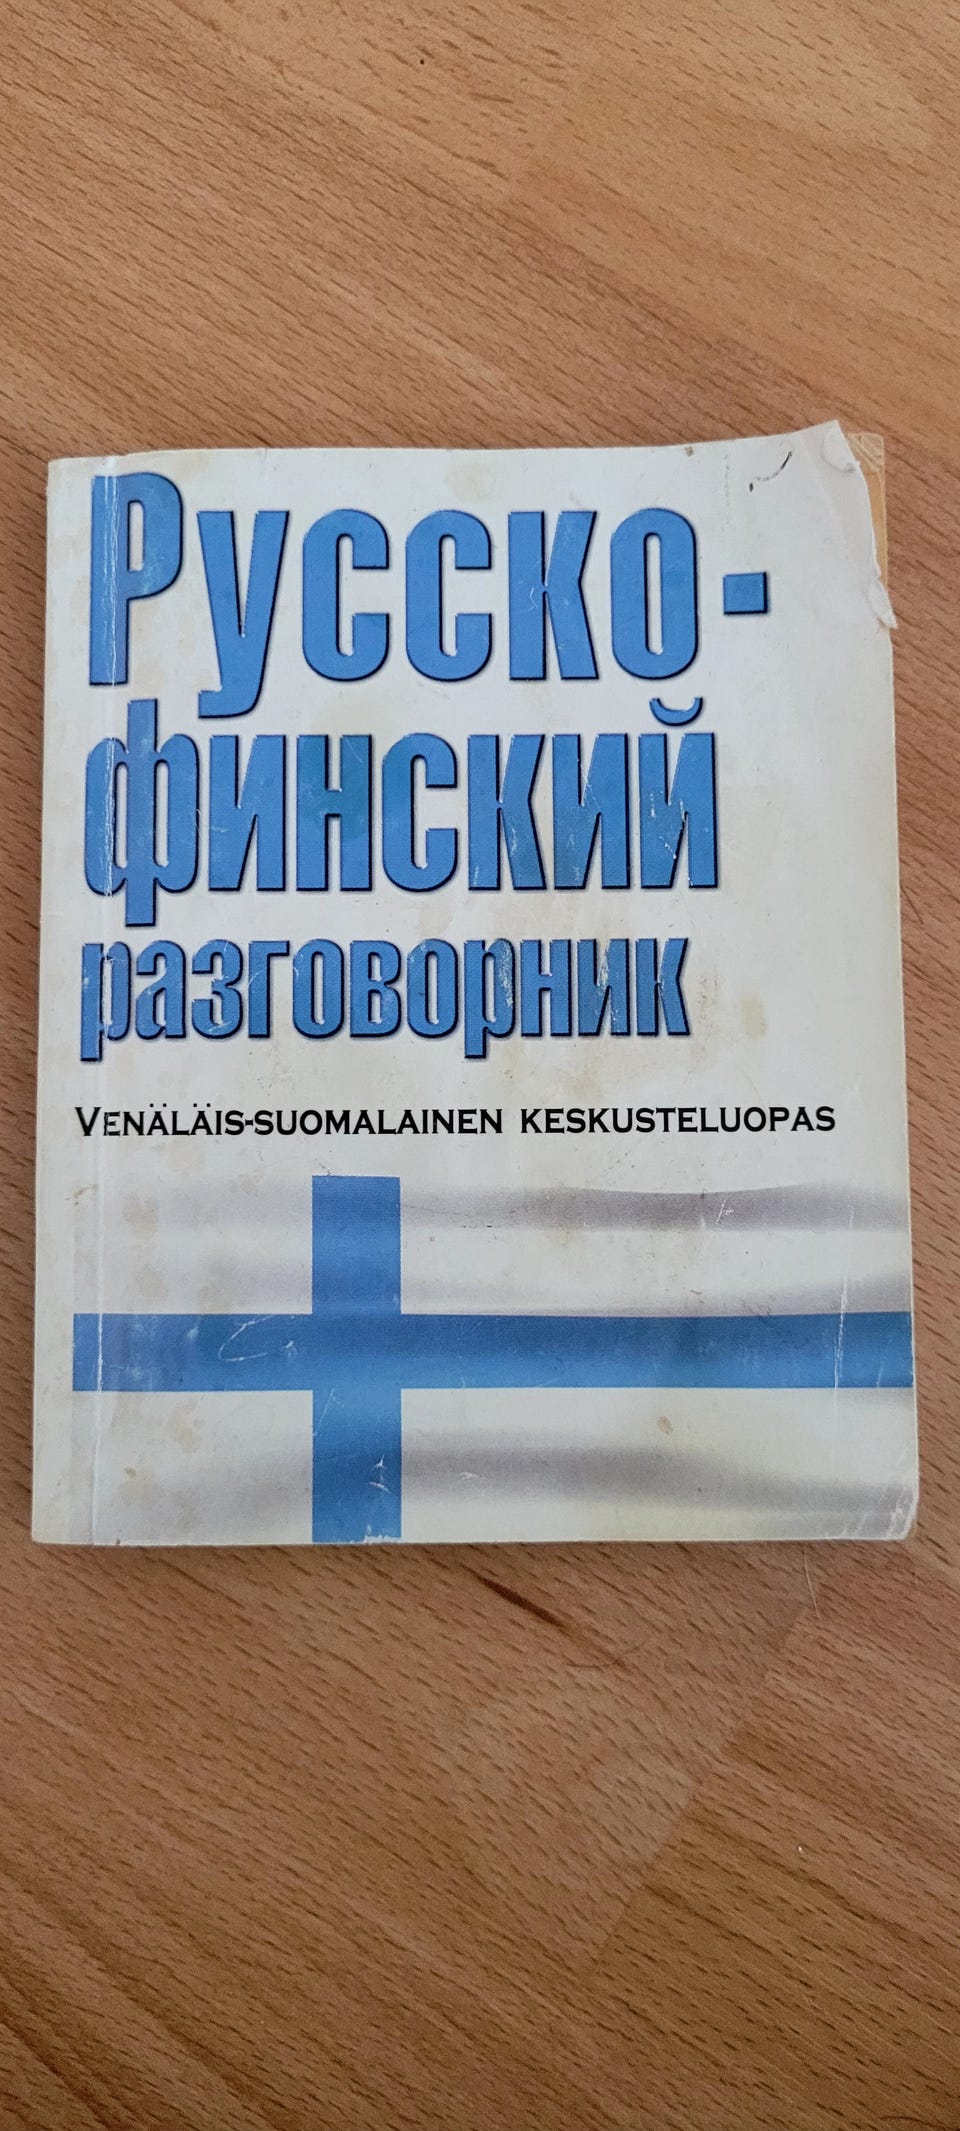 Русско-
финский
разговорник
Venäläis-suomalainen keskusteluopas